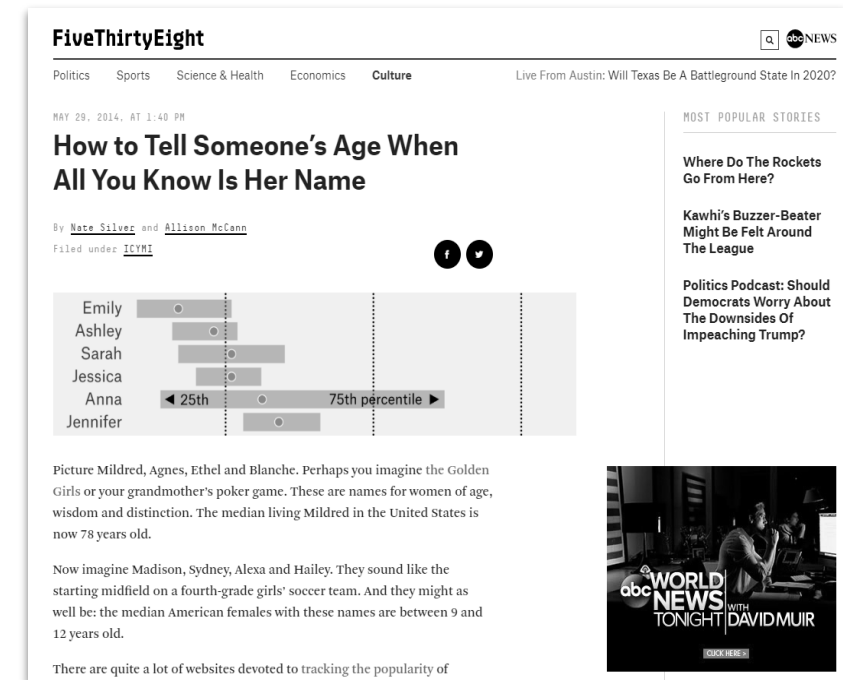 FiveThirtyEight
abc NEWS
Politics Sports Science & Health Economics Culture
Live From Austin: Will Texas Be A Battleground State In 2020?
MAY 29, 2014, AT 1:40 PM
How to Tell Someone's Age When
All You Know Is Her Name
By Nate Silver and Allison McCann
Filed under ICYMI
Emily
Ashley
Sarah
Jessica
Anna ◄ 25th 75th percentile ►
Jennifer
Picture Mildred, Agnes, Ethel and Blanche. Perhaps you imagine the Golden
Girls or your grandmother's poker game. These are names for women of age,
wisdom and distinction. The median living Mildred in the United States is
now 78 years old.
Now imagine Madison, Sydney, Alexa and Hailey. They sound like the
starting midfield on a fourth-grade girls' soccer team. And they might as
well be: the median American females with these names are between 9 and
12 years old.
There are quite a lot of websites devoted to tracking the popularity of
MOST POPULAR STORIES
Where Do The Rockets
Go From Here?
Kawhi's Buzzer-Beater
Might Be Felt Around
The League
Politics Podcast: Should
Democrats Worry About
The Downsides Of
Impeaching Trump?
abc WORLD
NEWS
TONIGHT WITH DAVID MUIR
CLICK HERE >